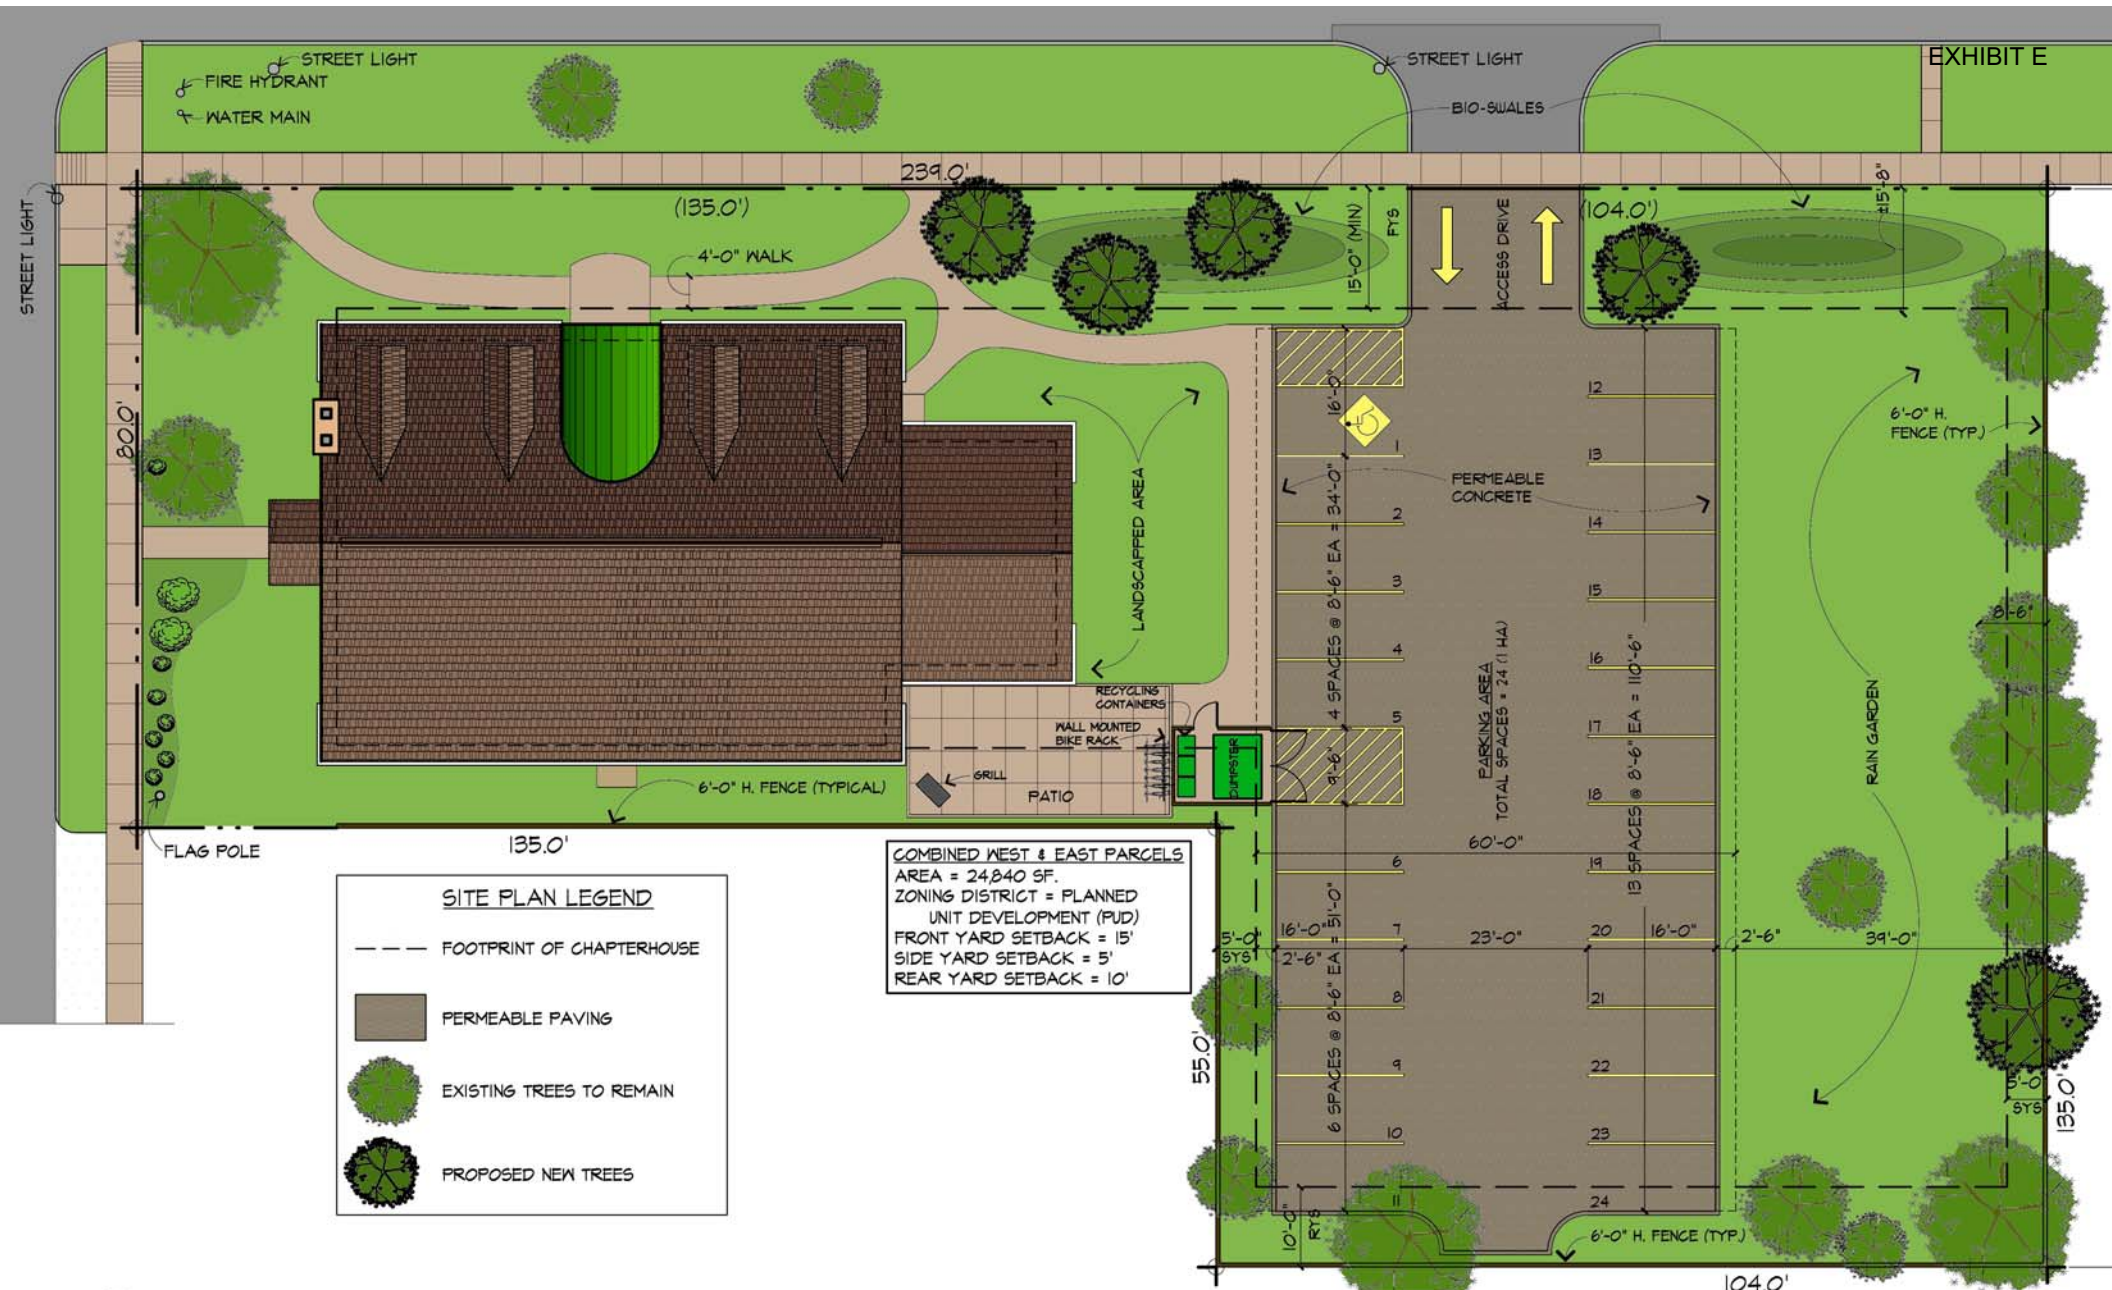 EXHIBIT E
STREET LIGHT
FIRE HYDRANT
WATER MAIN
STREET LIGHT
BIO-SWALES
STREET LIGHT
239.0'
(135.0')
4'-0" WALK
15'-0" (MIN)
FYS
ACCESS DRIVE
(104.0')
±15'-8"
80.0'
16'-0"
12
6'-0" H.
FENCE (TYP.)
1
13
PERMEABLE
CONCRETE
2
14
LANDSCAPPED AREA
3
15
4 SPACES @ 8'-6" EA = 34'-0"
8'-6"
4
16
PARKING AREA
TOTAL SPACES = 24 (1 HA)
13 SPACES @ 8'-6" EA = 110'-6"
RAIN GARDEN
RECYCLING
CONTAINERS
WALL MOUNTED
BIKE RACK
5
17
DUMPSTER
9'-6"
GRILL
PATIO
6'-0" H. FENCE (TYPICAL)
18
FLAG POLE
135.0'
60'-0"
6
19
COMBINED WEST & EAST PARCELS
AREA = 24,840 SF.
ZONING DISTRICT = PLANNED
UNIT DEVELOPMENT (PUD)
FRONT YARD SETBACK = 15'
SIDE YARD SETBACK = 5'
REAR YARD SETBACK = 10'
SITE PLAN LEGEND
FOOTPRINT OF CHAPTERHOUSE
PERMEABLE PAVING
EXISTING TREES TO REMAIN
PROPOSED NEW TREES
5'-0"
SYS
16'-0"
2'-6"
7
23'-0"
20
16'-0"
2'-6"
39'-0"
6 SPACES @ 8'-6" EA = 51'-0"
8
21
55.0'
9
22
5'-0"
SYS
135.0'
10
23
11
24
10'-0"
RYS
6'-0" H. FENCE (TYP.)
104.0'